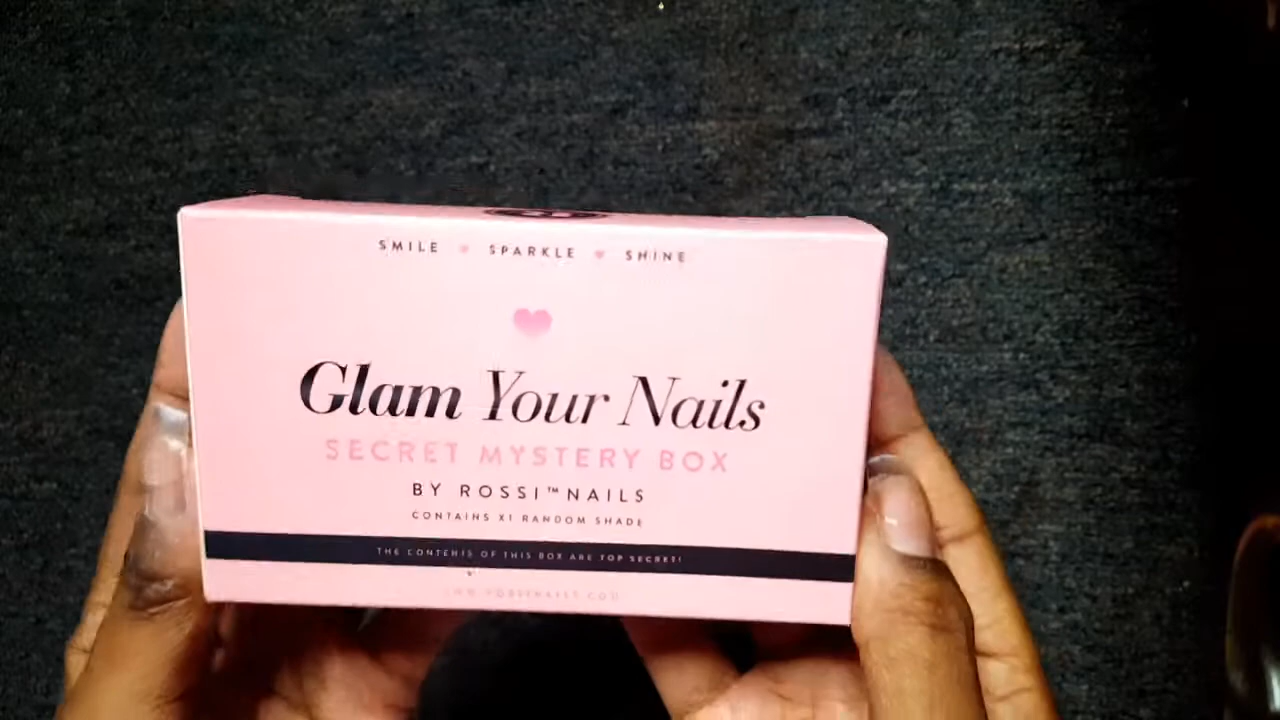 SMILE ♥ SPARKLE ♥ SHINE
Glam Your Nails
SECRET MYSTERY BOX
BY ROSSI™NAILS
CONTAINS X1 RANDOM SHADE
THE CONTENTS OF THIS BOX ARE TOP SECRET!